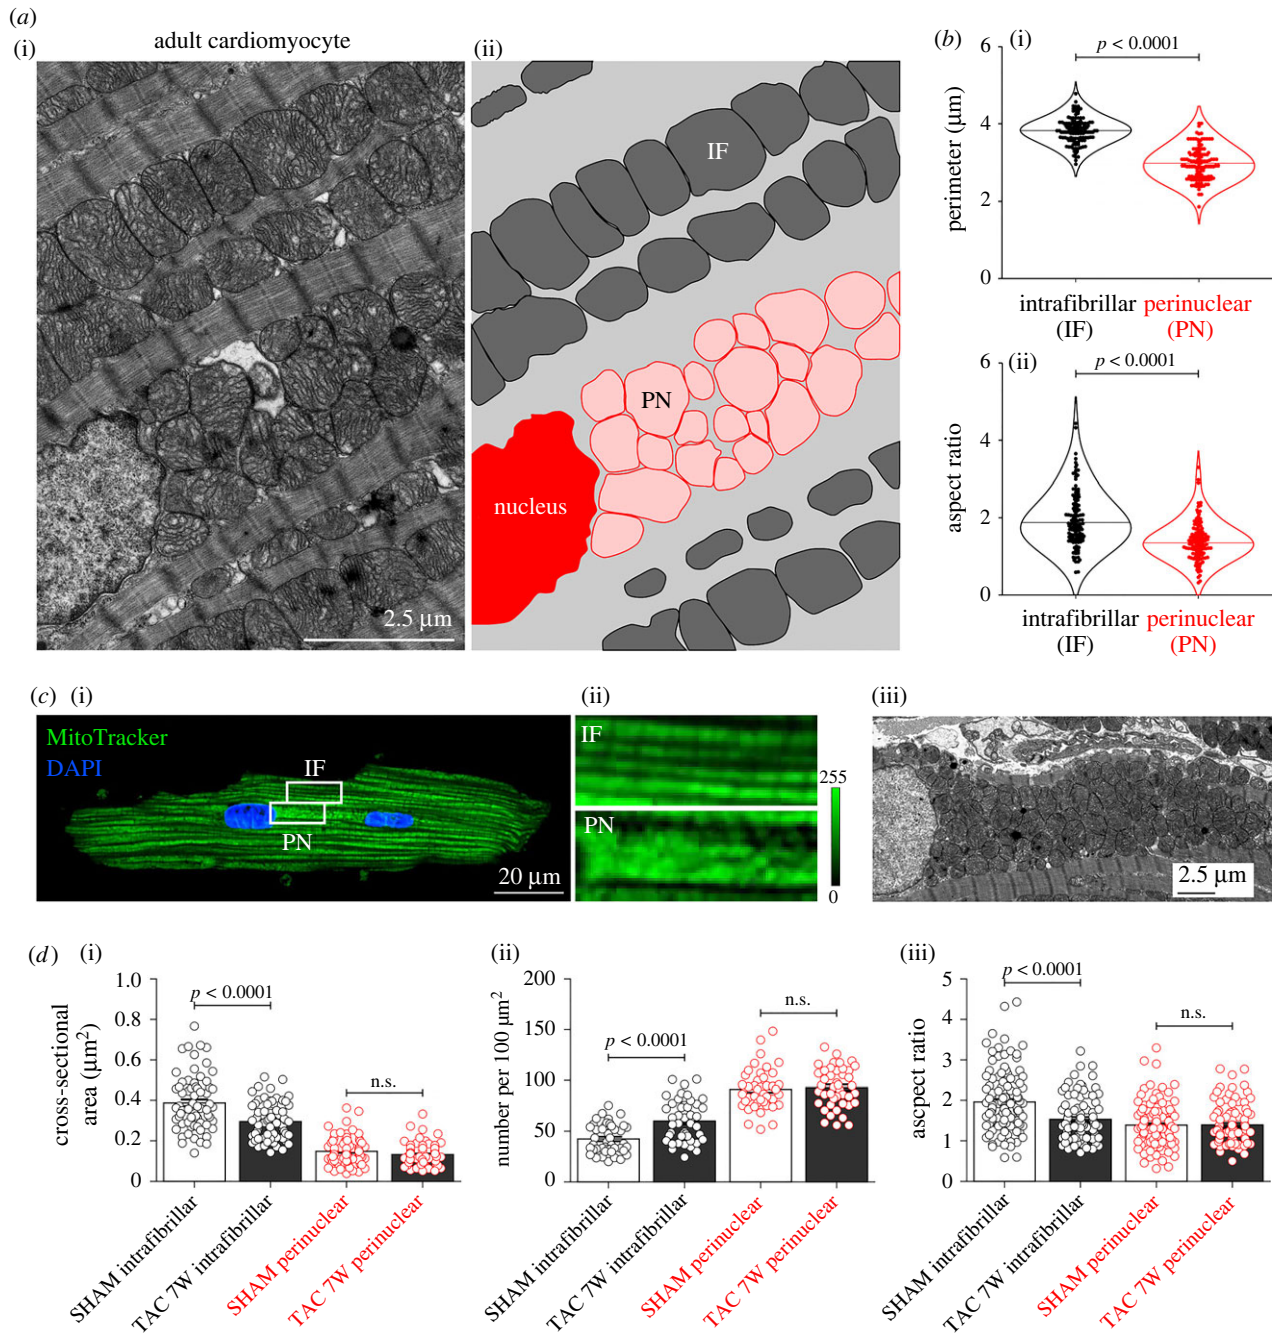 (a)
adult cardiomyocyte
(i)
(ii)
IF
PN
nucleus
2.5 µm
(b)
(i)
p < 0.0001
perimeter (µm)
6
4
2
0
intrafibrillar perinuclear
(IF) (PN)
(ii)
p < 0.0001
aspect ratio
6
4
2
0
intrafibrillar perinuclear
(IF) (PN)
(c) (i)
MitoTracker
DAPI
IF
PN
20 µm
(ii)
IF
PN
255
0
(iii)
2.5 µm
(d)
(i)
cross-sectional
area (µm²)
1.0
0.8
0.6
0.4
0.2
0
p < 0.0001
n.s.
SHAM intrafibrillar
TAC 7W intrafibrillar
SHAM perinuclear
TAC 7W perinuclear
(ii)
number per 100 µm²
200
150
100
50
0
p < 0.0001
n.s.
SHAM intrafibrillar
TAC 7W intrafibrillar
SHAM perinuclear
TAC 7W perinuclear
(iii)
ascpect ratio
5
4
3
2
1
0
p < 0.0001
n.s.
SHAM intrafibrillar
TAC 7W intrafibrillar
SHAM perinuclear
TAC 7W perinuclear